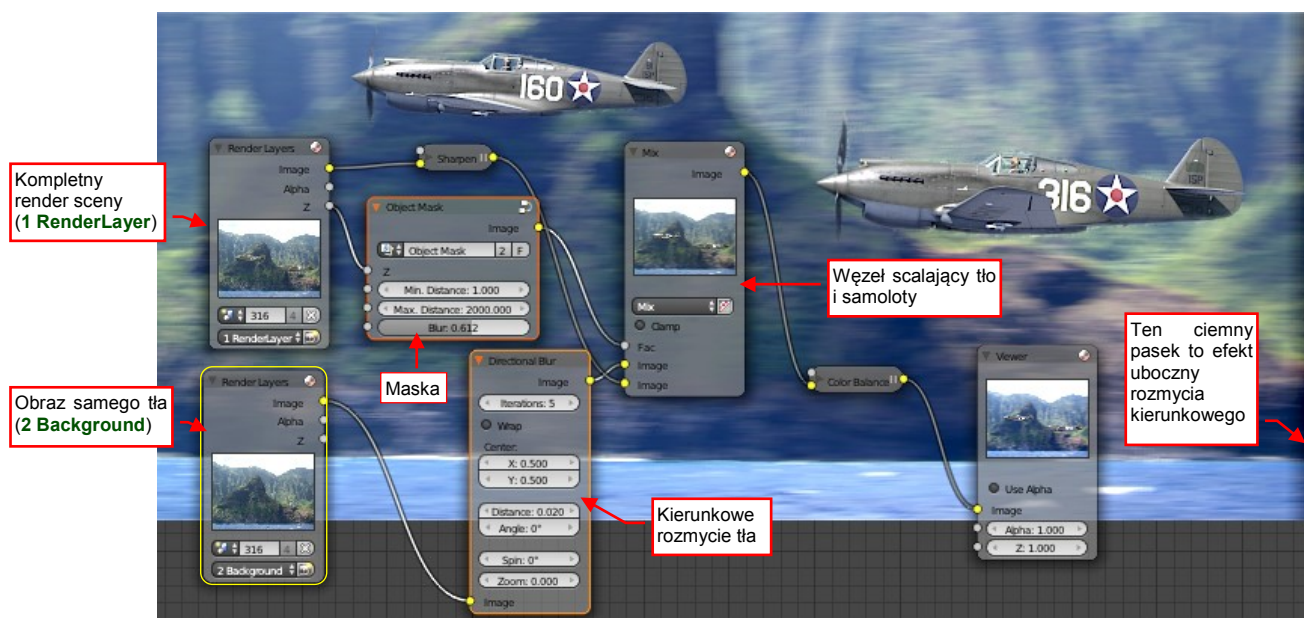 160
ISP
316
ISP
Kompletny
render sceny
(1 RenderLayer)
Render Layers
Image
Alpha
Z
316
4
1 RenderLayer
Sharpen
Object Mask
Image
Object Mask
2
F
Z
Min. Distance: 1.000
Max. Distance: 2000.000
Blur: 0.612
Maska
Mix
Image
Mix
Clamp
Fac
Image
Image
Węzeł scalający tło
i samoloty
Obraz samego tła
(2 Background)
Render Layers
Image
Alpha
Z
316
4
2 Background
Directional Blur
Image
Iterations: 5
Wrap
Center:
X: 0.500
Y: 0.500
Distance: 0.020
Angle: 0°
Spin: 0°
Zoom: 0.000
Image
Kierunkowe
rozmycie tła
Color Balance
Viewer
Use Alpha
Image
Alpha: 1.000
Z: 1.000
Ten ciemny
pasek to efekt
uboczny
rozmycia
kierunkowego